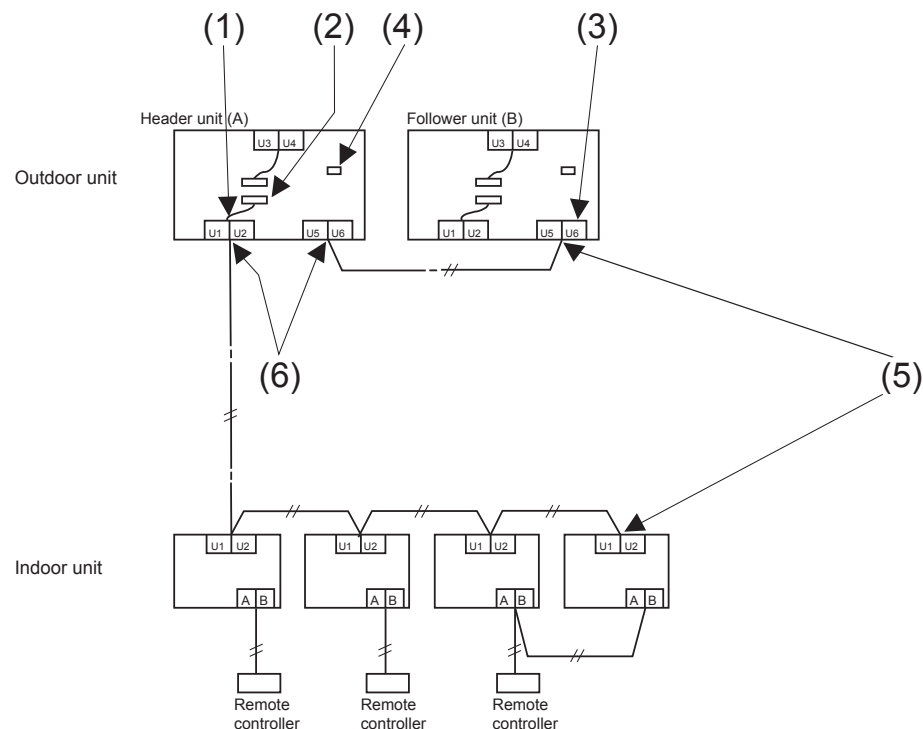 (1) (2) (4) (3)
Header unit (A) Follower unit (B)
U3 U4 U3 U4
Outdoor unit
U1 U2 U5 U6 U1 U2 U5 U6
(6) (5)
U1 U2 U1 U2 U1 U2 U1 U2
Indoor unit
A B A B A B A B
Remote controller
Remote controller
Remote controller